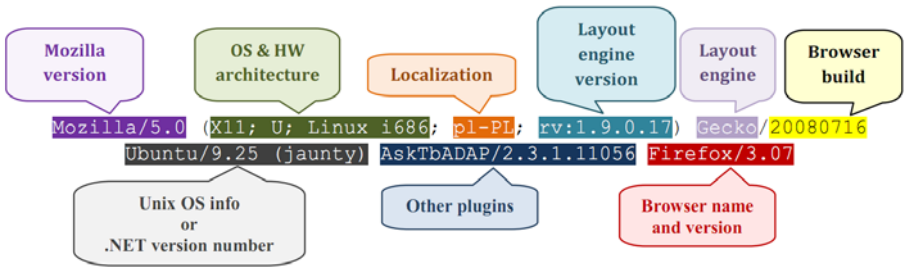 Mozilla
version
OS & HW
architecture
Localization
Layout
engine
version
Layout
engine
Browser
build
Mozilla/5.0 (X11; U; Linux i686; pl-PL; rv:1.9.0.17) Gecko/20080716
Ubuntu/9.25 (jaunty) AskTbADAP/2.3.1.11056 Firefox/3.07
Unix OS info
or
.NET version number
Other plugins
Browser name
and version